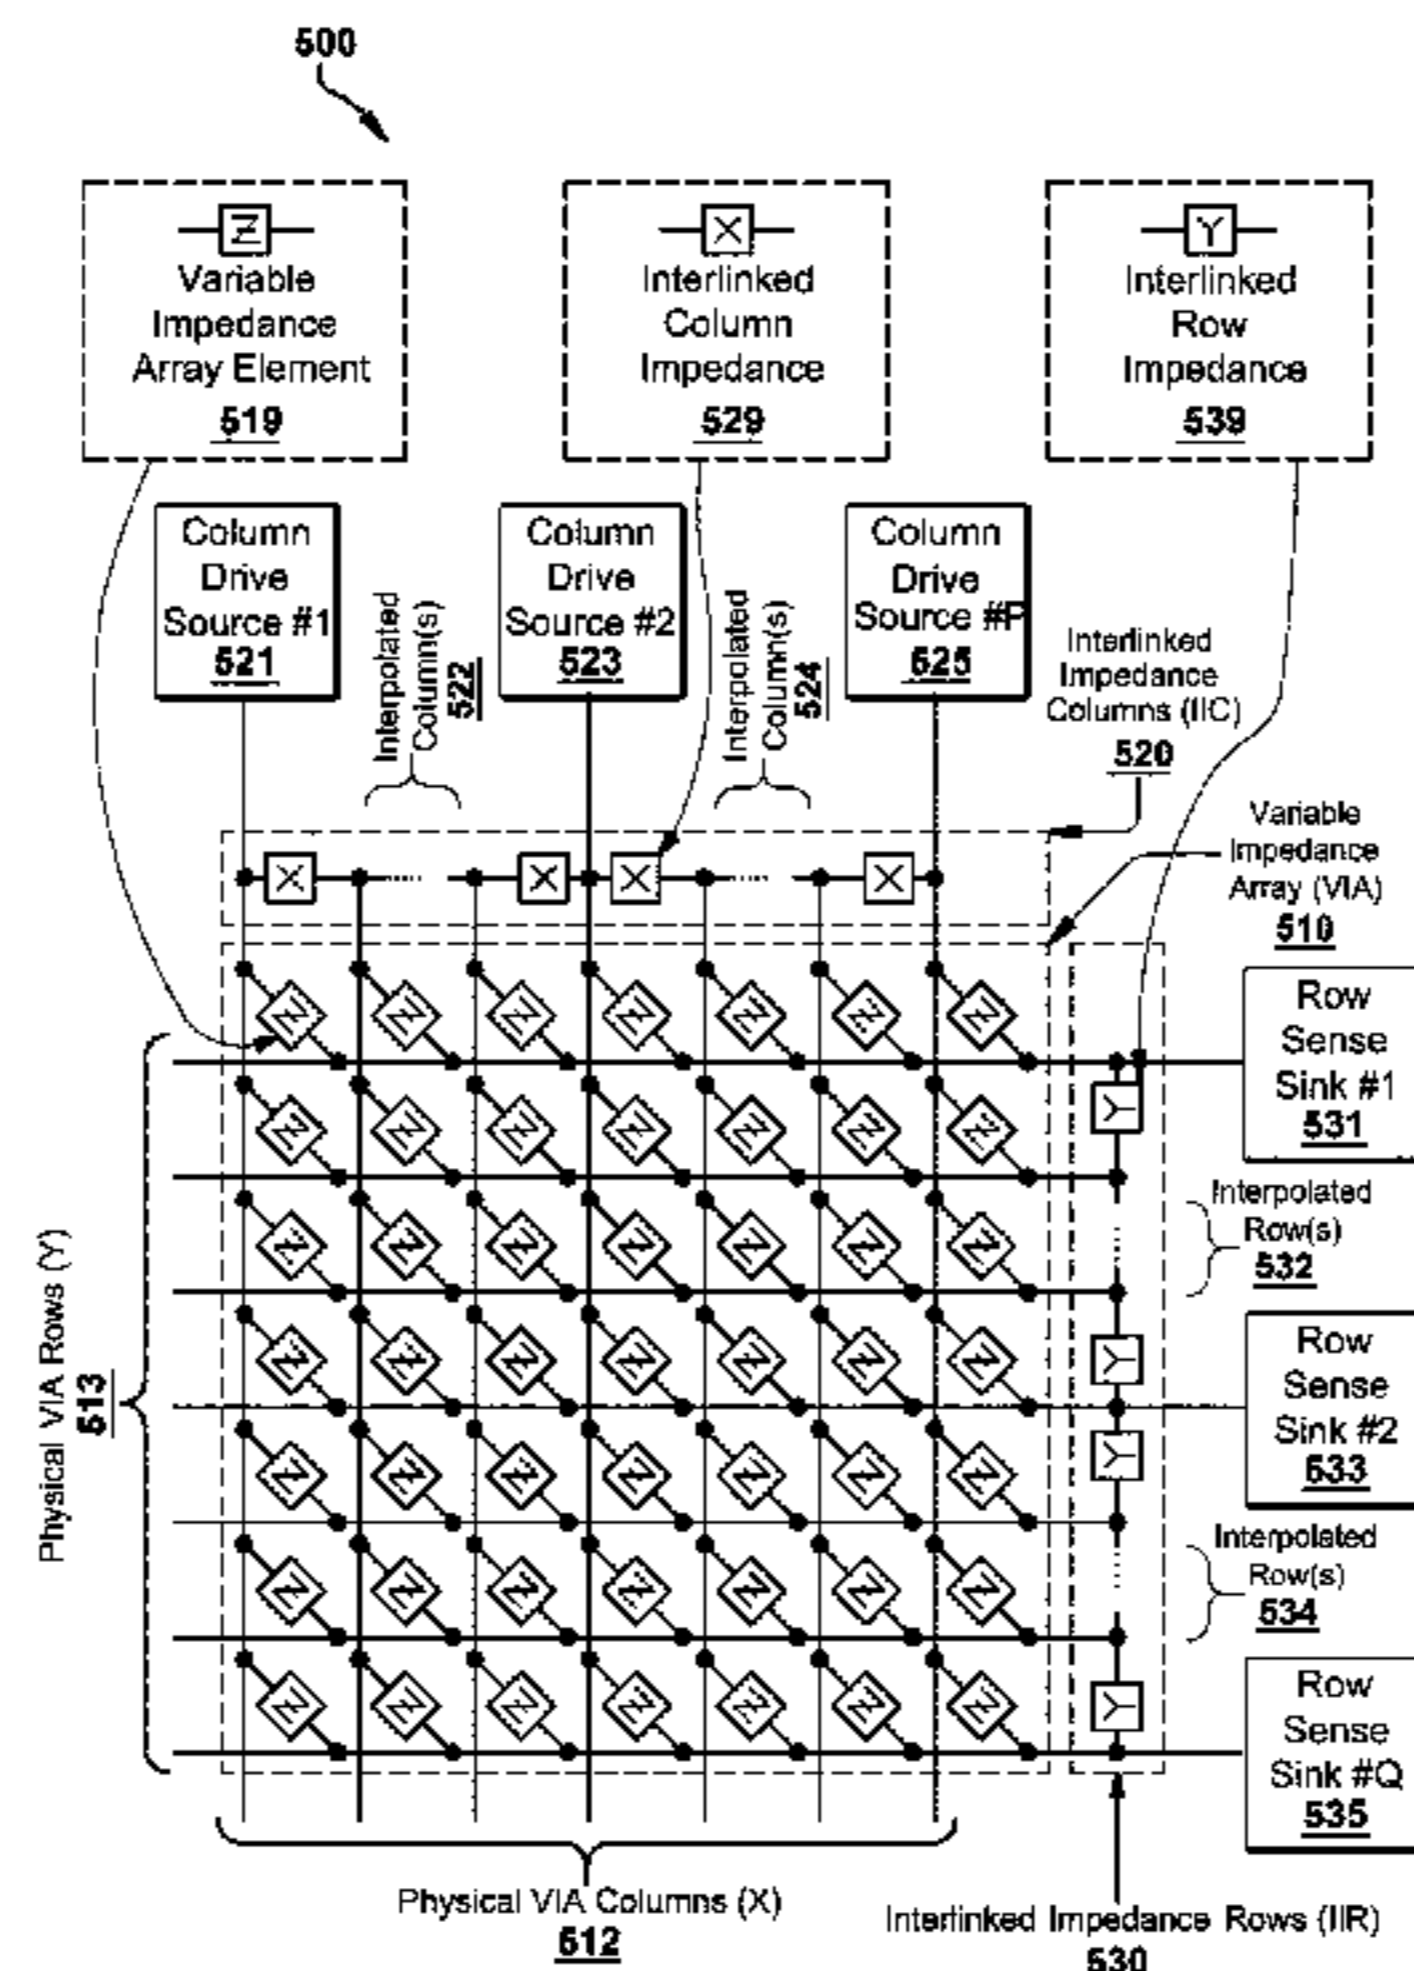 500
Z
Variable
Impedance
Array Element
519
X
Interlinked
Column
Impedance
529
Y
Interlinked
Row
Impedance
539
Column
Drive
Source #1
521
Interpolated
Column(s)
522
Column
Drive
Source #2
523
Interpolated
Column(s)
524
Column
Drive
Source #P
525
Interlinked
Impedance
Columns (IIC)
520
Variable
Impedance
Array (VIA)
510
X X X X
Z Z Z Z Z Z Z
Row
Sense
Sink #1
531
Z Z Z Z Z Z Z Y
Interpolated
Row(s)
532
Z Z Z Z Z Z Z
Physical VIA Rows (Y)
513
Z Z Z Z Z Z Z Y
Row
Sense
Sink #2
533
Z Z Z Z Z Z Z Y
Interpolated
Row(s)
534
Z Z Z Z Z Z Z
Z Z Z Z Z Z Z Y
Row
Sense
Sink #Q
535
Physical VIA Columns (X)
512
Interlinked Impedance Rows (IIR)
530